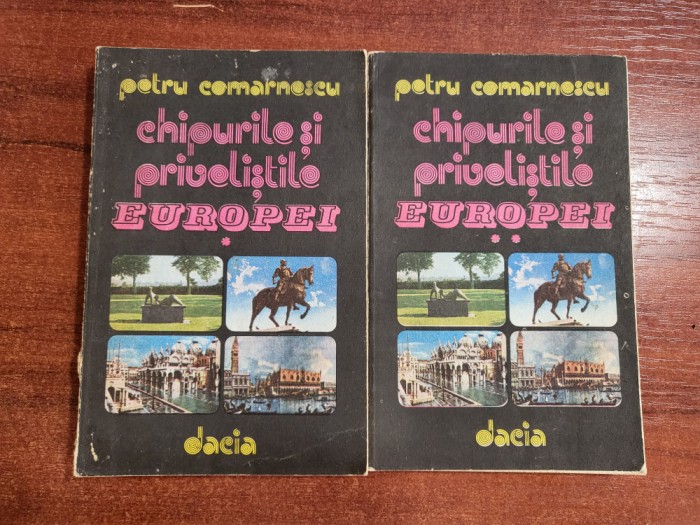 petru comarnescu
chipurile și
priveliștile
EUROPEI
*
dacia
petru comarnescu
chipurile și
priveliștile
EUROPEI
* *
dacia